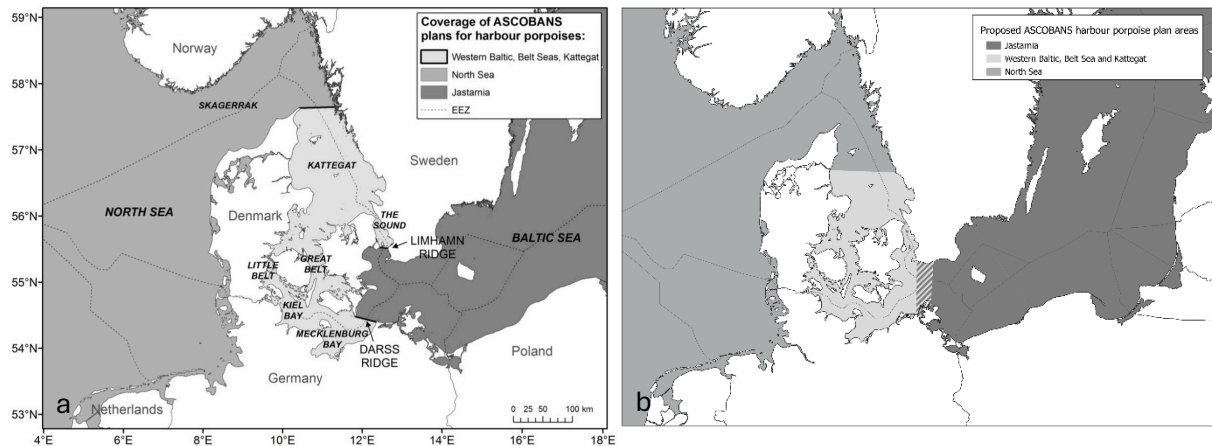 Norway
Coverage of ASCOBANS
plans for harbour porpoises:
Western Baltic, Belt Seas, Kattegat
North Sea
Jastarnia
EEZ
59°N
58°N
57°N
56°N
55°N
54°N
53°N
SKAGERRAK
KATTEGAT
Sweden
NORTH SEA
Denmark
THE
SOUND
LIMHAMN
RIDGE
BALTIC SEA
LITTLE
BELT
GREAT
BELT
KIEL
BAY
MECKLENBURG
BAY
DARSS
RIDGE
Poland
Germany
Netherlands
a
0 25 50 100 km
4°E 6°E 8°E 10°E 12°E 14°E 16°E 18°E
Proposed ASCOBANS harbour porpoise plan areas
Jastarnia
Western Baltic, Belt Sea and Kattegat
North Sea
b